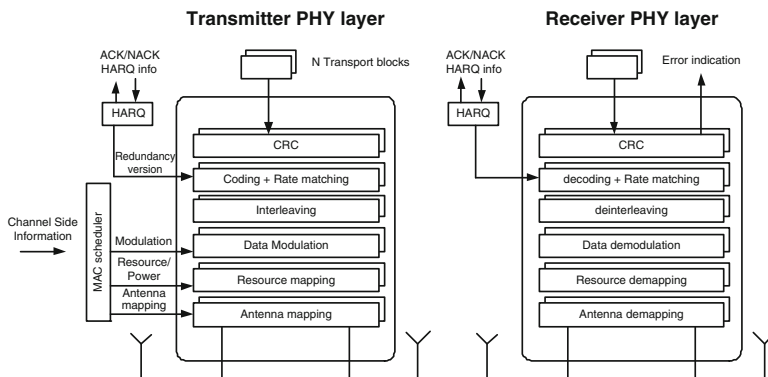 Transmitter PHY layer
Receiver PHY layer
ACK/NACK
HARQ info
N Transport blocks
HARQ
CRC
Redundancy
version
Coding + Rate matching
Interleaving
Channel Side
Information
MAC scheduler
Modulation
Data Modulation
Resource/
Power
Resource mapping
Antenna
mapping
Antenna mapping
ACK/NACK
HARQ info
Error indication
HARQ
CRC
decoding + Rate matching
deinterleaving
Data demodulation
Resource demapping
Antenna demapping